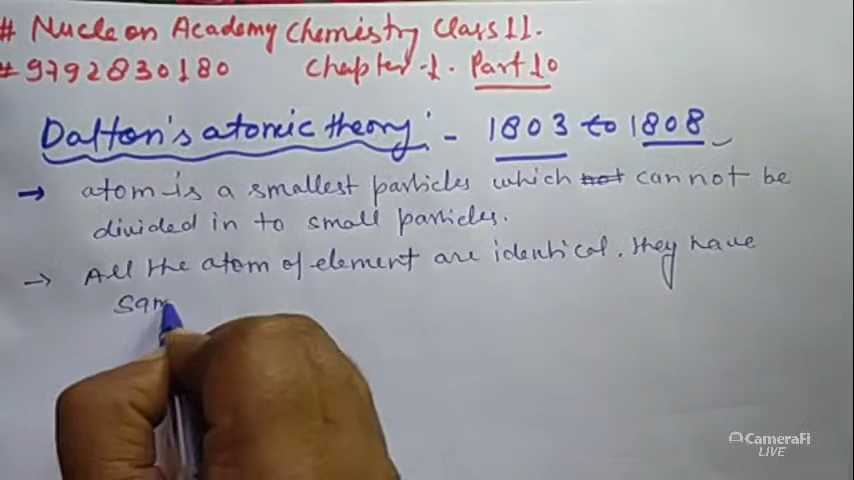 # Nucleon Academy Chemistry Class 11.
# 9792830180 Chapter -1. Part 10
Dalton's atomic theory :- 1803 to 1808
→ atom is a smallest particles which not cannot be
divided in to small particles.
→ All the atom of element are identical. they have
sam
CameraFi
LIVE